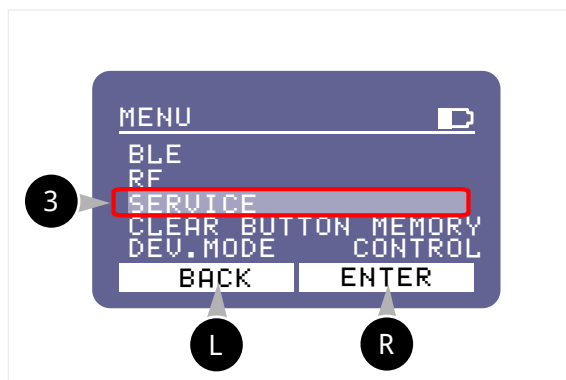 MENU
BLE
RF
3
SERVICE
CLEAR BUTTON MEMORY
DEV.MODE CONTROL
BACK ENTER
L R